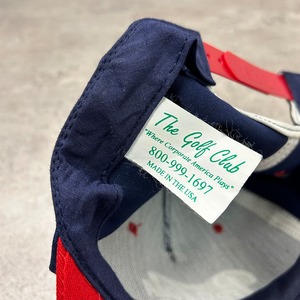 The Golf Club
"Where Corporate America Plays"
800-999-1697
MADE IN THE USA